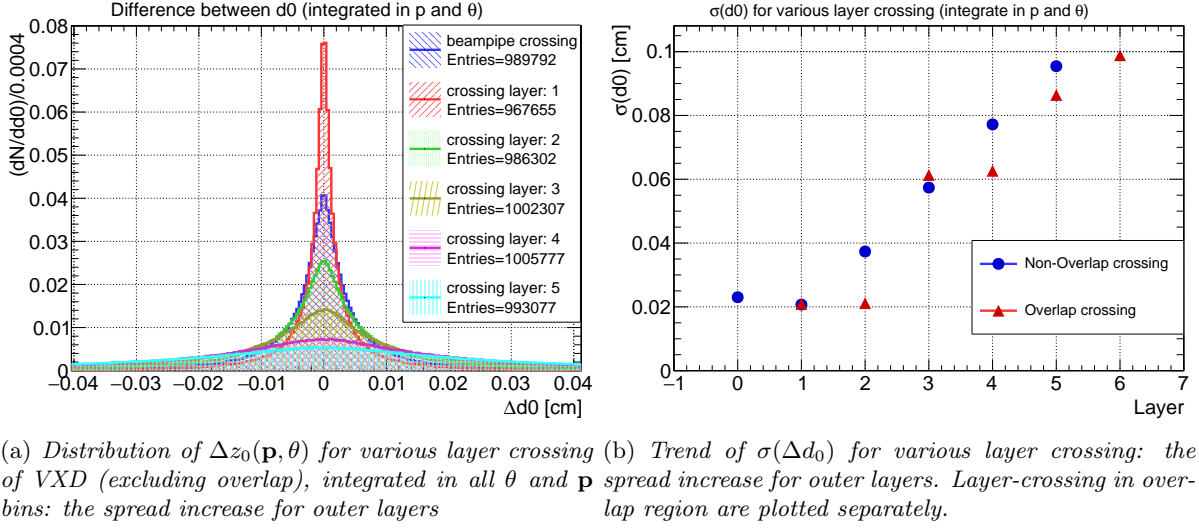 Difference between d0 (integrated in p and θ)
(dN/dd0)/0.0004
0.08
0.07
0.06
0.05
0.04
0.03
0.02
0.01
0
−0.04
−0.03
−0.02
−0.01
0
0.01
0.02
0.03
0.04
Δd0 [cm]
beampipe crossing
Entries=989792
crossing layer: 1
Entries=967655
crossing layer: 2
Entries=986302
crossing layer: 3
Entries=1002307
crossing layer: 4
Entries=1005777
crossing layer: 5
Entries=993077
σ(d0) for various layer crossing (integrate in p and θ)
σ(d0) [cm]
0.1
0.08
0.06
0.04
0.02
0
−1
0
1
2
3
4
5
6
7
Layer
Non-Overlap crossing
Overlap crossing
(a) Distribution of Δz₀(p, θ) for various layer crossing
of VXD (excluding overlap), integrated in all θ and p
bins: the spread increase for outer layers
(b) Trend of σ(Δd₀) for various layer crossing: the
spread increase for outer layers. Layer-crossing in over-
lap region are plotted separately.